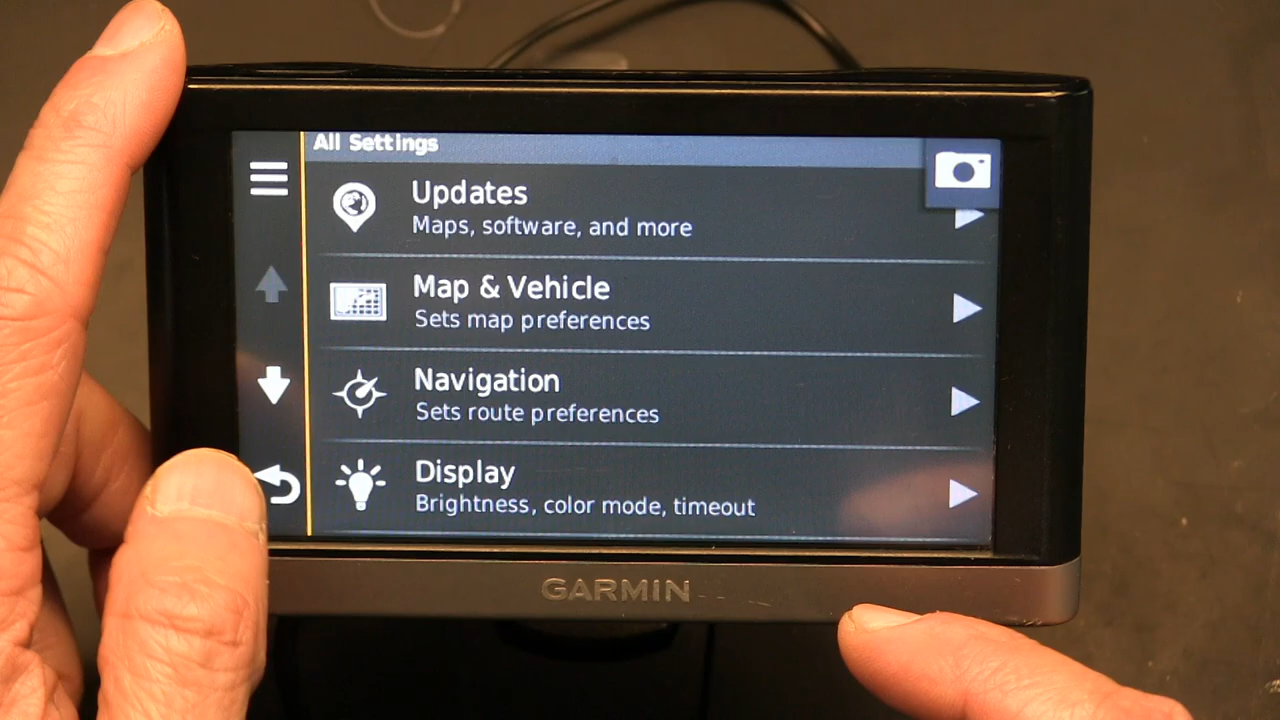 All Settings
Updates
Maps, software, and more
Map & Vehicle
Sets map preferences
Navigation
Sets route preferences
Display
Brightness, color mode, timeout
GARMIN